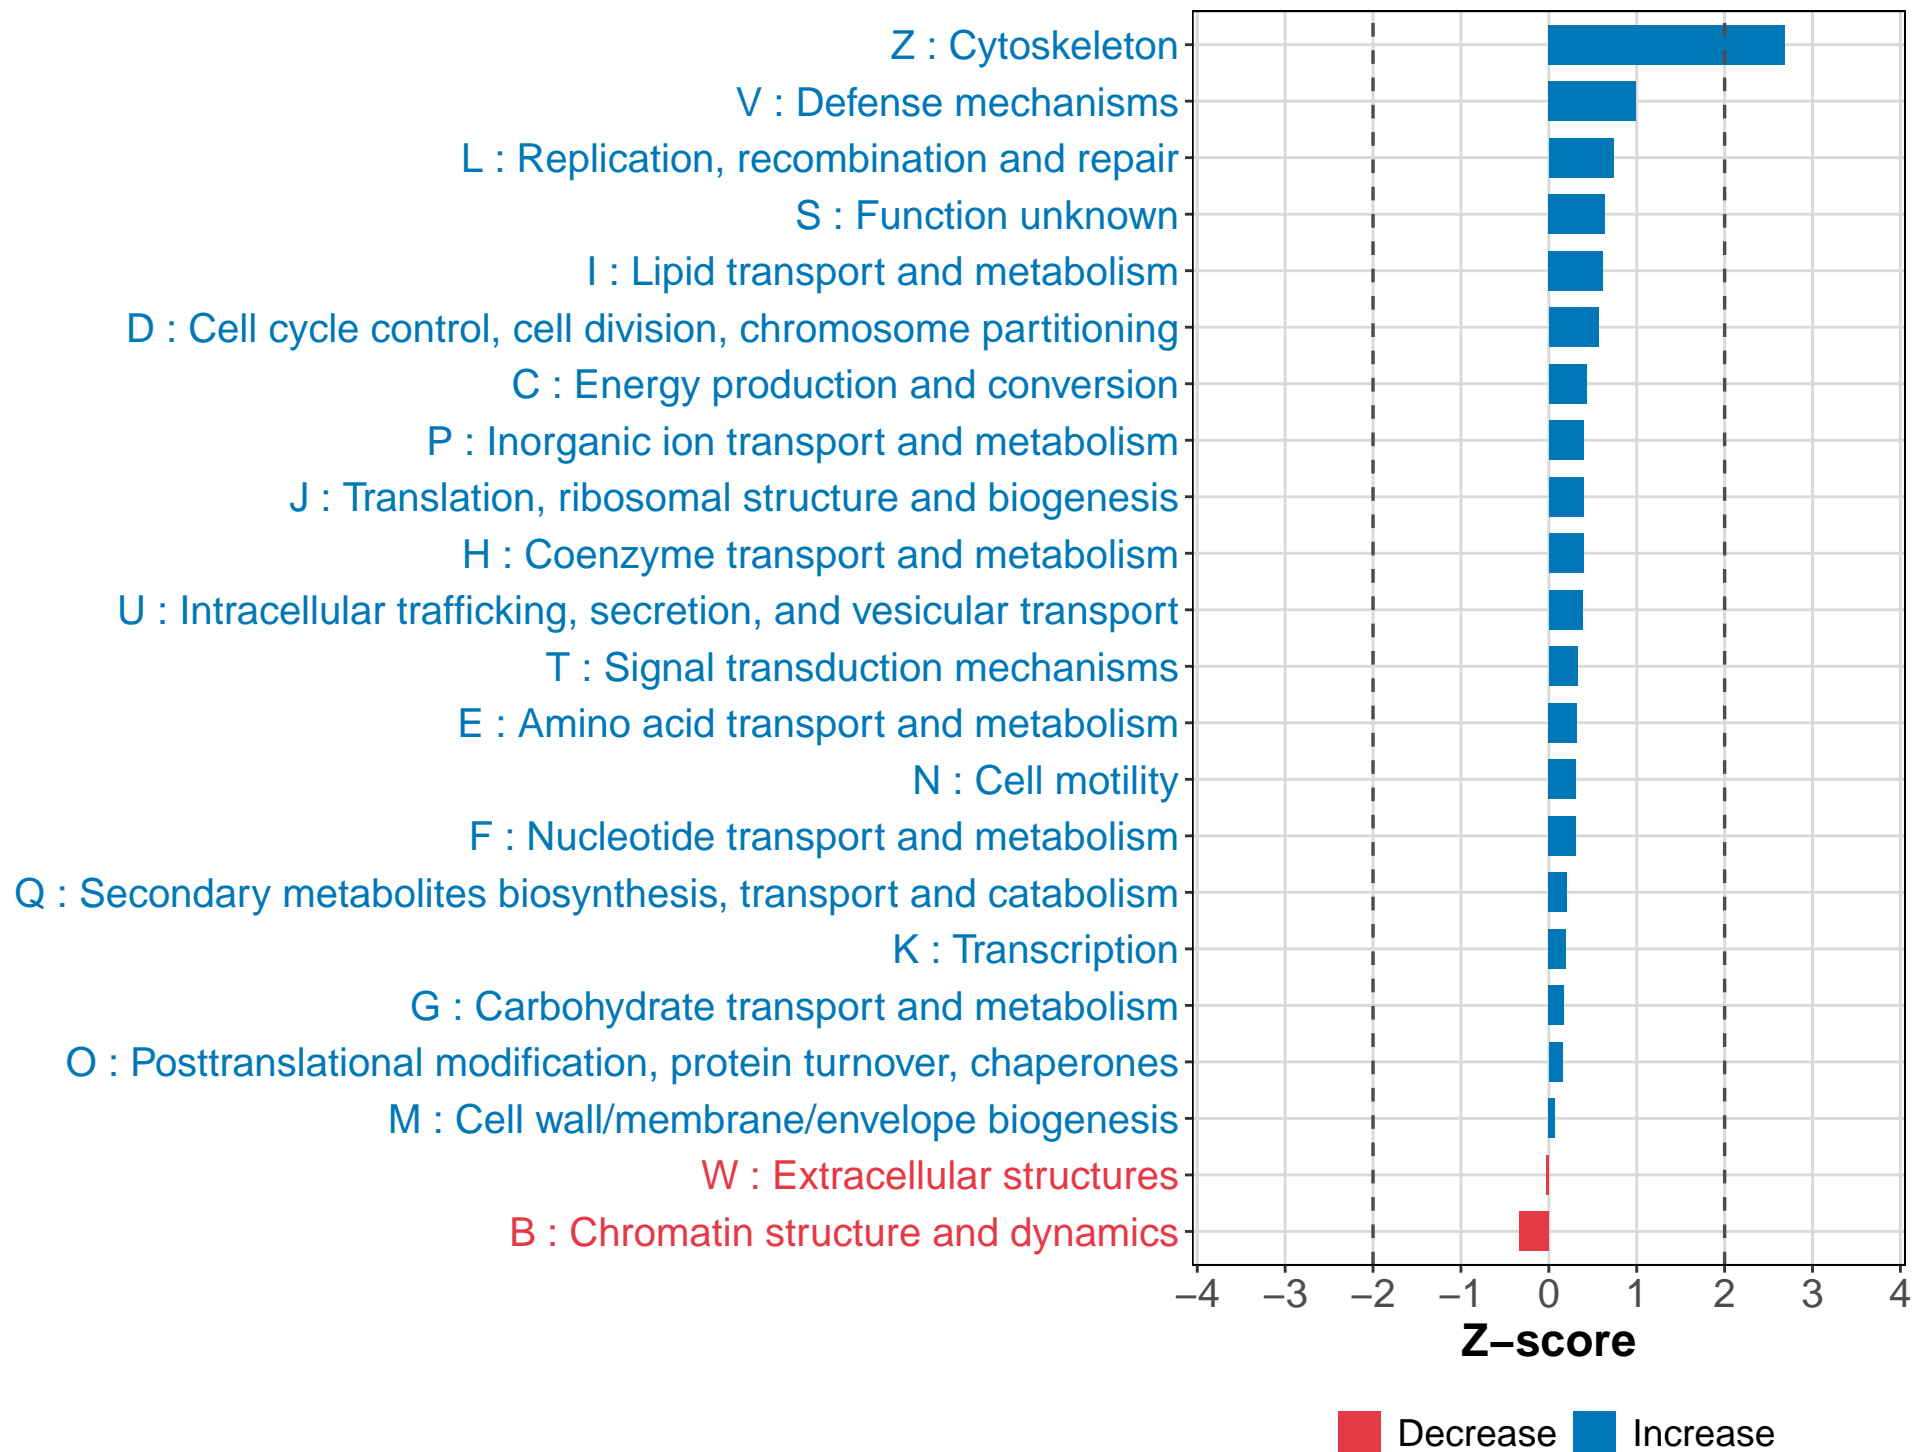 Z : Cytoskeleton
V : Defense mechanisms
L : Replication, recombination and repair
S : Function unknown
I : Lipid transport and metabolism
D : Cell cycle control, cell division, chromosome partitioning
C : Energy production and conversion
P : Inorganic ion transport and metabolism
J : Translation, ribosomal structure and biogenesis
H : Coenzyme transport and metabolism
U : Intracellular trafficking, secretion, and vesicular transport
T : Signal transduction mechanisms
E : Amino acid transport and metabolism
N : Cell motility
F : Nucleotide transport and metabolism
Q : Secondary metabolites biosynthesis, transport and catabolism
K : Transcription
G : Carbohydrate transport and metabolism
O : Posttranslational modification, protein turnover, chaperones
M : Cell wall/membrane/envelope biogenesis
W : Extracellular structures
B : Chromatin structure and dynamics
−4 −3 −2 −1 0 1 2 3 4
Z−score
Decrease Increase